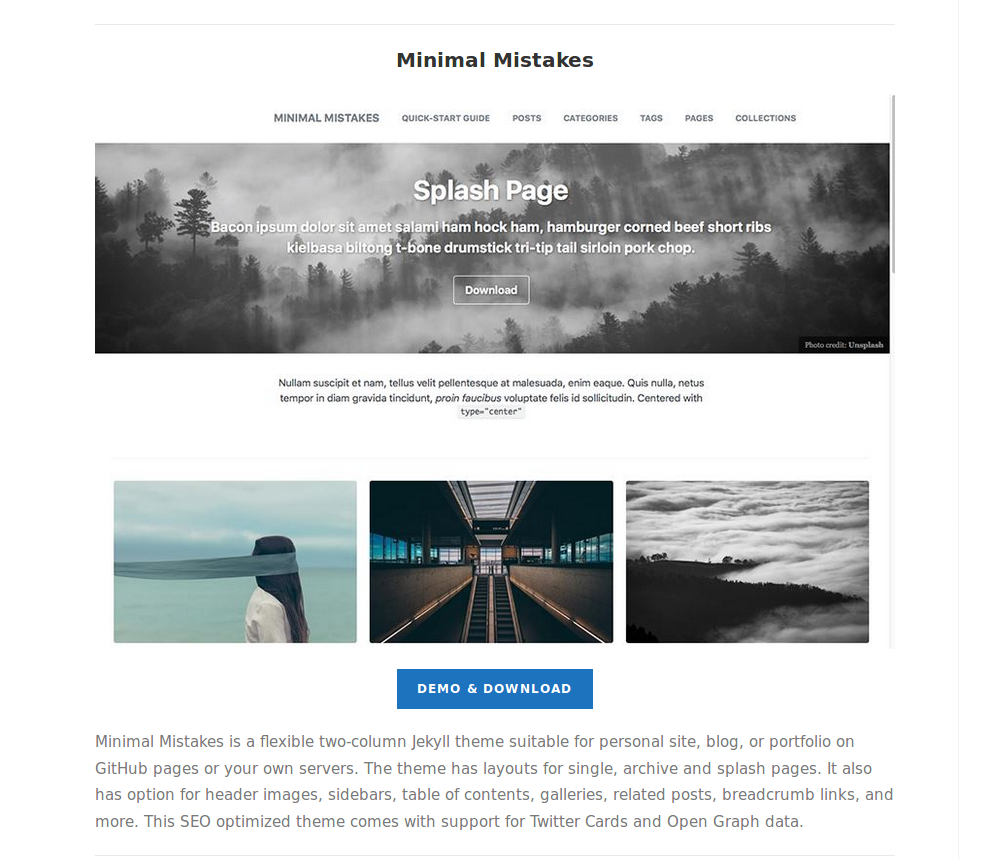 Minimal Mistakes
MINIMAL MISTAKES QUICK-START GUIDE POSTS CATEGORIES TAGS PAGES COLLECTIONS
Splash Page
Bacon ipsum dolor sit amet salami ham hock ham, hamburger corned beef short ribs
kielbasa biltong t-bone drumstick tri-tip tail sirloin pork chop.
Download
Photo credit: Unsplash
Nullam suscipit et nam, tellus velit pellentesque at malesuada, enim eaque. Quis nulla, netus
tempor in diam gravida tincidunt, proin faucibus voluptate felis id sollicitudin. Centered with
type="center"
DEMO & DOWNLOAD
Minimal Mistakes is a flexible two-column Jekyll theme suitable for personal site, blog, or portfolio on
GitHub pages or your own servers. The theme has layouts for single, archive and splash pages. It also
has option for header images, sidebars, table of contents, galleries, related posts, breadcrumb links, and
more. This SEO optimized theme comes with support for Twitter Cards and Open Graph data.